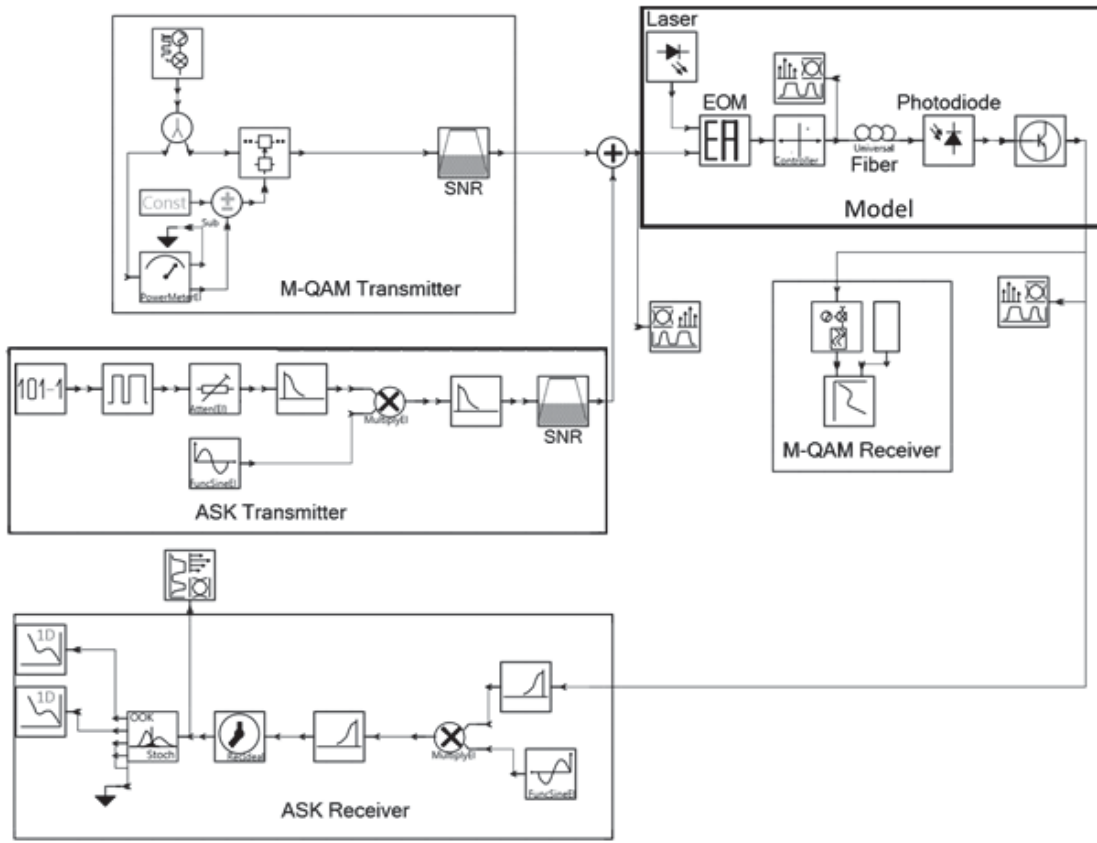 Laser
EOM
EA
Controller
Universal
Fiber
Photodiode
Model
SNR
Const
Sub
PowerMeterEl
M-QAM Transmitter
101-1
Atten(El)
MultiplyEl
SNR
FuncSineEl
ASK Transmitter
M-QAM Receiver
1D
1D
OOK
Stoch
MultiplyEl
FuncSineEl
ASK Receiver